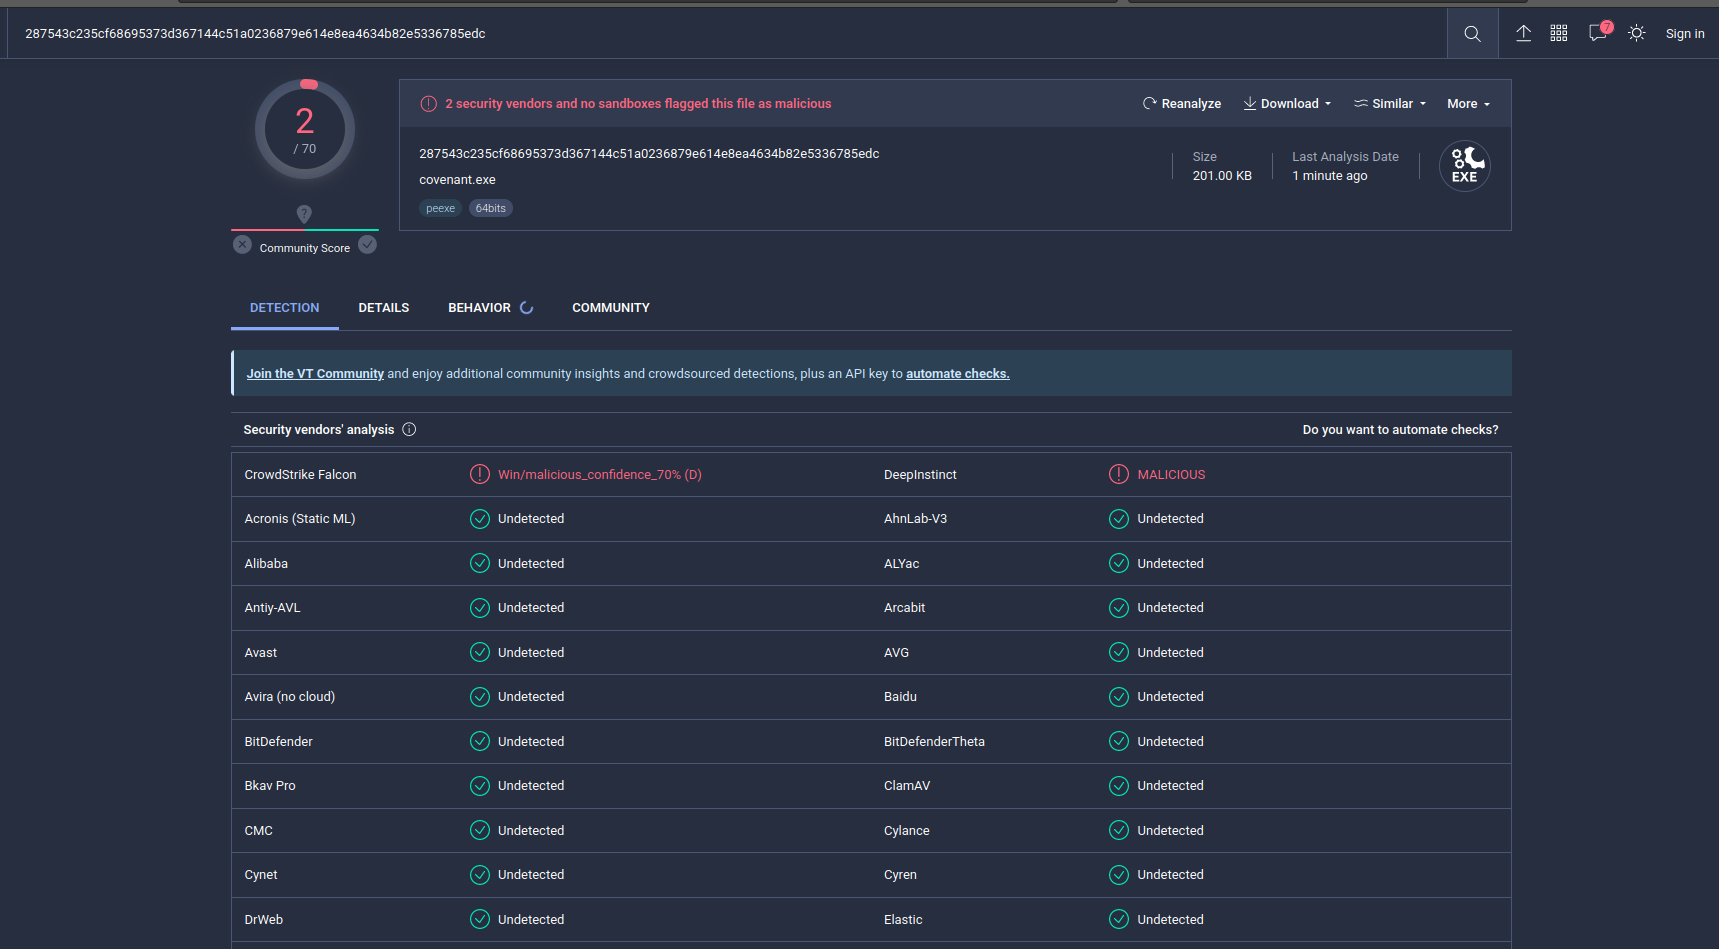 287543c235cf68695373d367144c51a0236879e614e8ea4634b82e5336785edc
7
Sign in
2
/ 70
2 security vendors and no sandboxes flagged this file as malicious
Reanalyze
Download
Similar
More
287543c235cf68695373d367144c51a0236879e614e8ea4634b82e5336785edc
covenant.exe
peexe
64bits
Size
201.00 KB
Last Analysis Date
1 minute ago
EXE
?
Community Score
DETECTION
DETAILS
BEHAVIOR
COMMUNITY
Join the VT Community and enjoy additional community insights and crowdsourced detections, plus an API key to automate checks.
Security vendors' analysis
Do you want to automate checks?
CrowdStrike Falcon Win/malicious_confidence_70% (D) DeepInstinct MALICIOUS
Acronis (Static ML) Undetected AhnLab-V3 Undetected
Alibaba Undetected ALYac Undetected
Antiy-AVL Undetected Arcabit Undetected
Avast Undetected AVG Undetected
Avira (no cloud) Undetected Baidu Undetected
BitDefender Undetected BitDefenderTheta Undetected
Bkav Pro Undetected ClamAV Undetected
CMC Undetected Cylance Undetected
Cynet Undetected Cyren Undetected
DrWeb Undetected Elastic Undetected